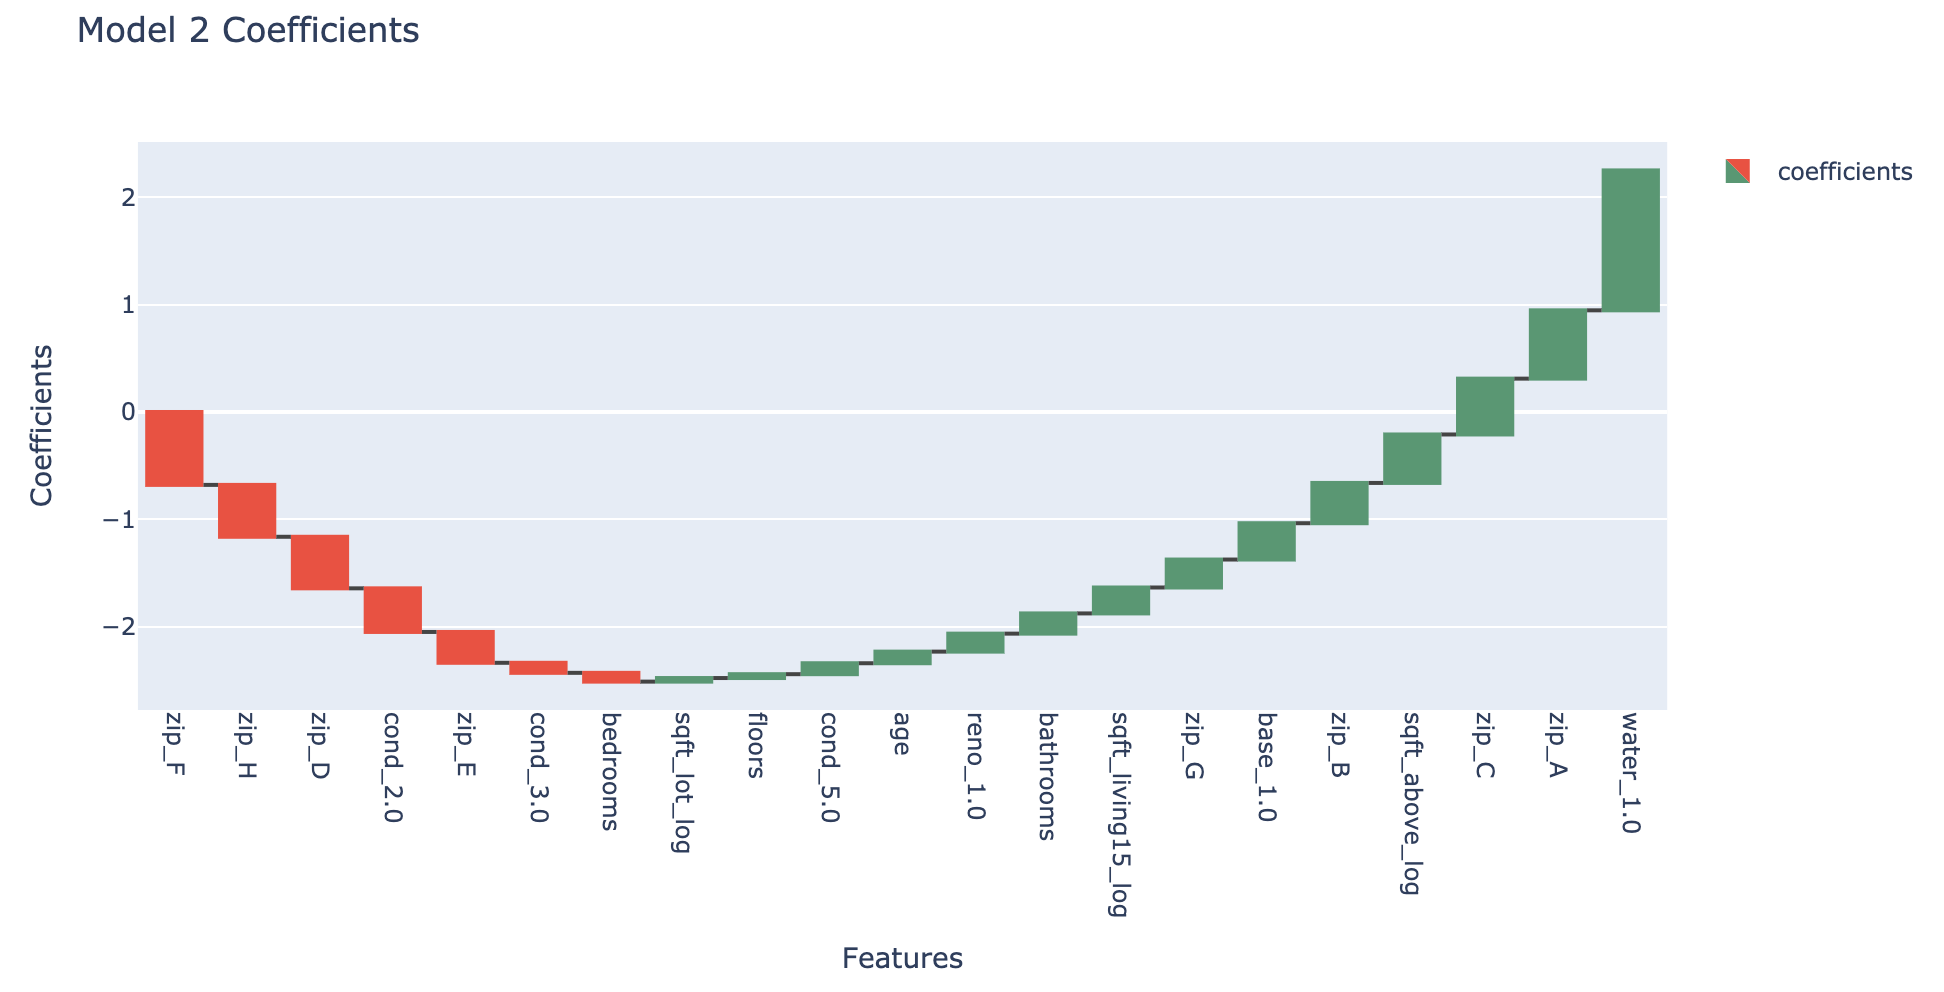 Model 2 Coefficients
coefficients
Coefficients
2
1
0
−1
−2
zip_F
zip_H
zip_D
cond_2.0
zip_E
cond_3.0
bedrooms
sqft_lot_log
floors
cond_5.0
age
reno_1.0
bathrooms
sqft_living15_log
zip_G
base_1.0
zip_B
sqft_above_log
zip_C
zip_A
water_1.0
Features